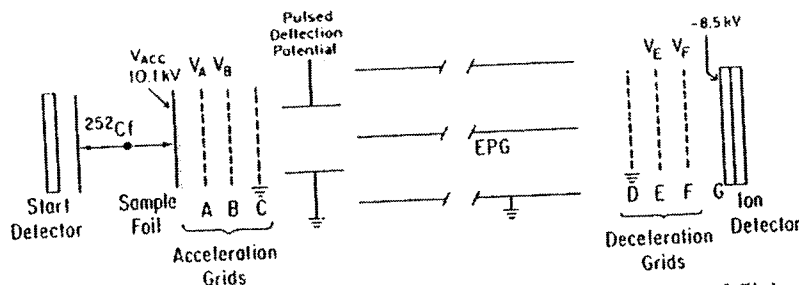 Pulsed
Deflection
Potential
-8.5 kV
V_ACC
10.1 kV
V_A V_B
V_E V_F
252Cf
EPG
Start
Detector
Sample
Foil
A B C
D E F G
Ion
Detector
Acceleration
Grids
Deceleration
Grids